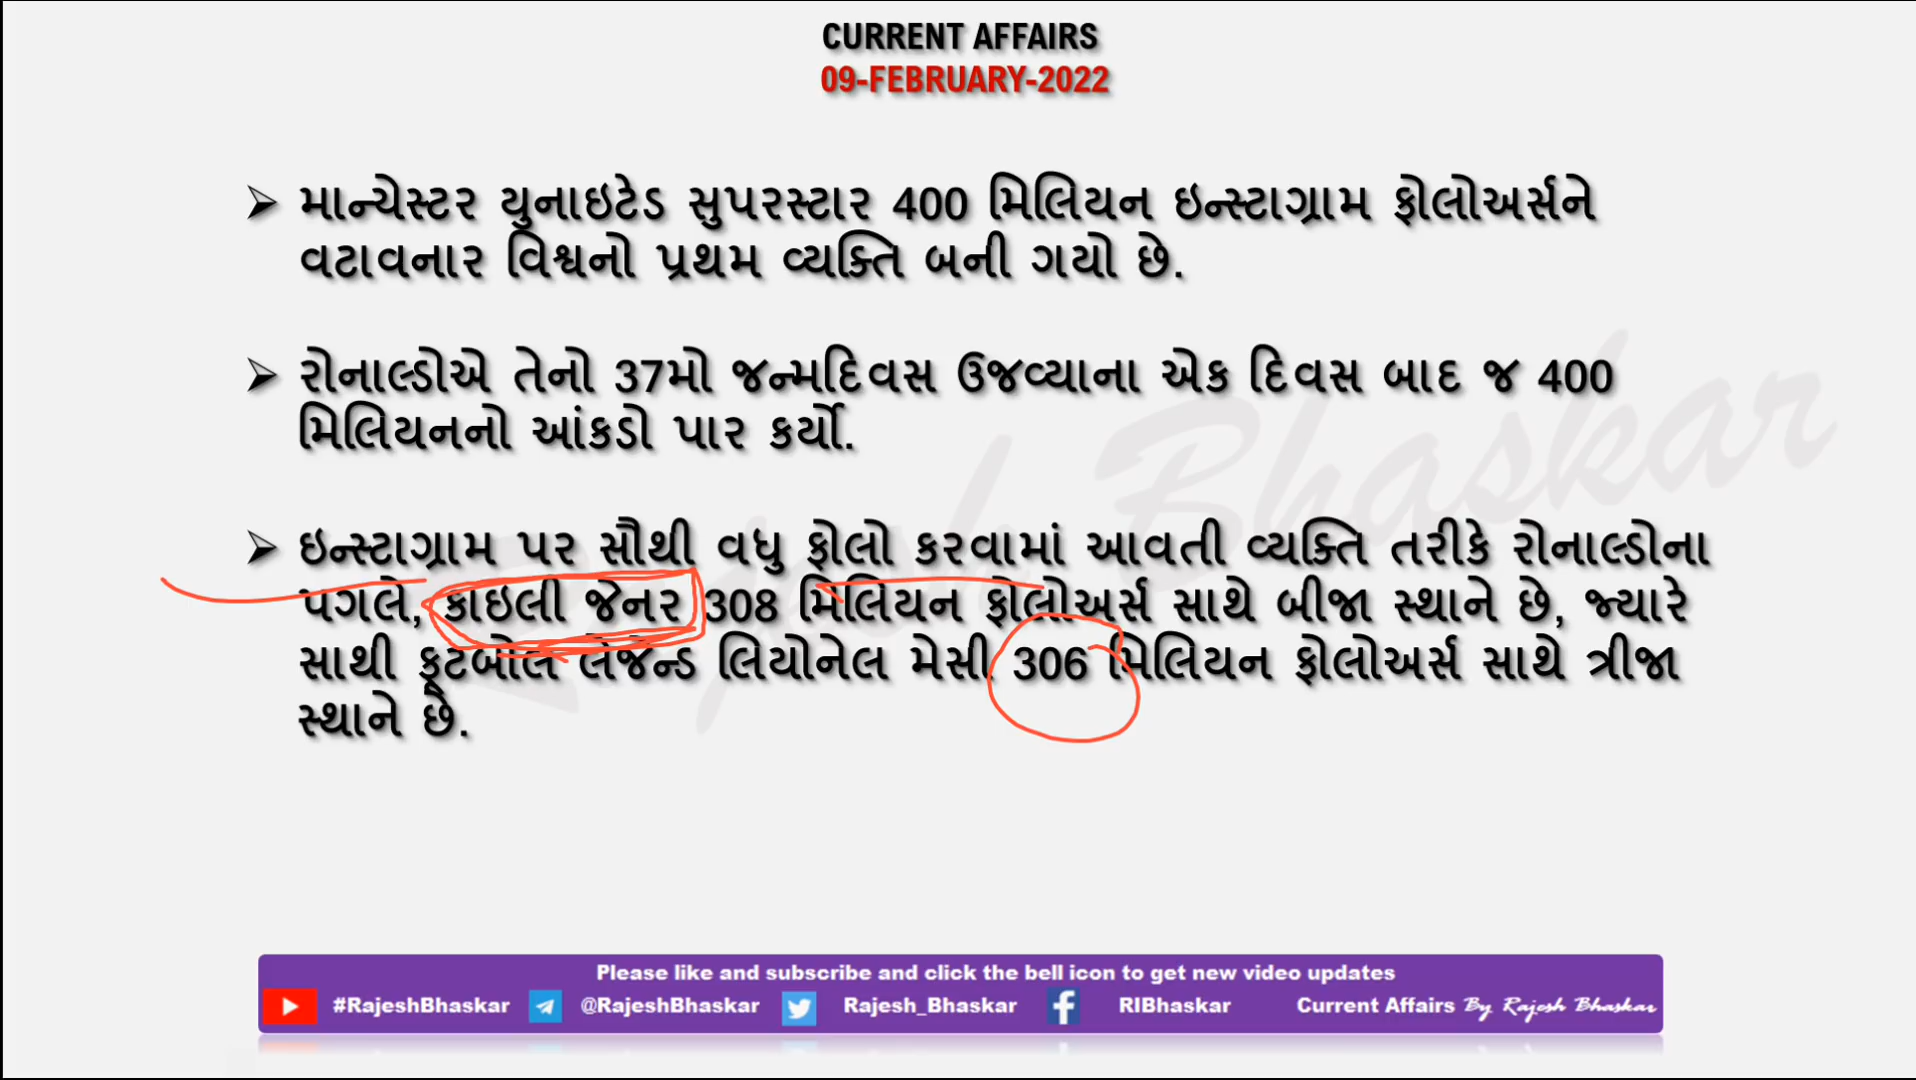 CURRENT AFFAIRS
09-FEBRUARY-2022
➢ માન્ચેસ્ટર યુનાઇટેડ સુપરસ્ટાર 400 મિલિયન ઇન્સ્ટાગ્રામ ફોલોઅર્સને
વટાવનાર વિશ્વનો પ્રથમ વ્યક્તિ બની ગયો છે.
➢ રોનાલ્ડોએ તેનો 37મો જન્મદિવસ ઉજવ્યાના એક દિવસ બાદ જ 400
મિલિયનનો આંકડો પાર કર્યો.
➢ ઇન્સ્ટાગ્રામ પર સૌથી વધુ ફોલો કરવામાં આવતી વ્યક્તિ તરીકે રોનાલ્ડોના
પગલે, કાઇલી જેનર 308 મિલિયન ફોલોઅર્સ સાથે બીજા સ્થાને છે, જ્યારે
સાથી ફૂટબોલ લેજેન્ડ લિયોનેલ મેસી 306 મિલિયન ફોલોઅર્સ સાથે ત્રીજા
સ્થાને છે.
Rajesh Bhaskar
Please like and subscribe and click the bell icon to get new video updates
#RajeshBhaskar @RajeshBhaskar Rajesh_Bhaskar RIBhaskar Current Affairs By Rajesh Bhaskar